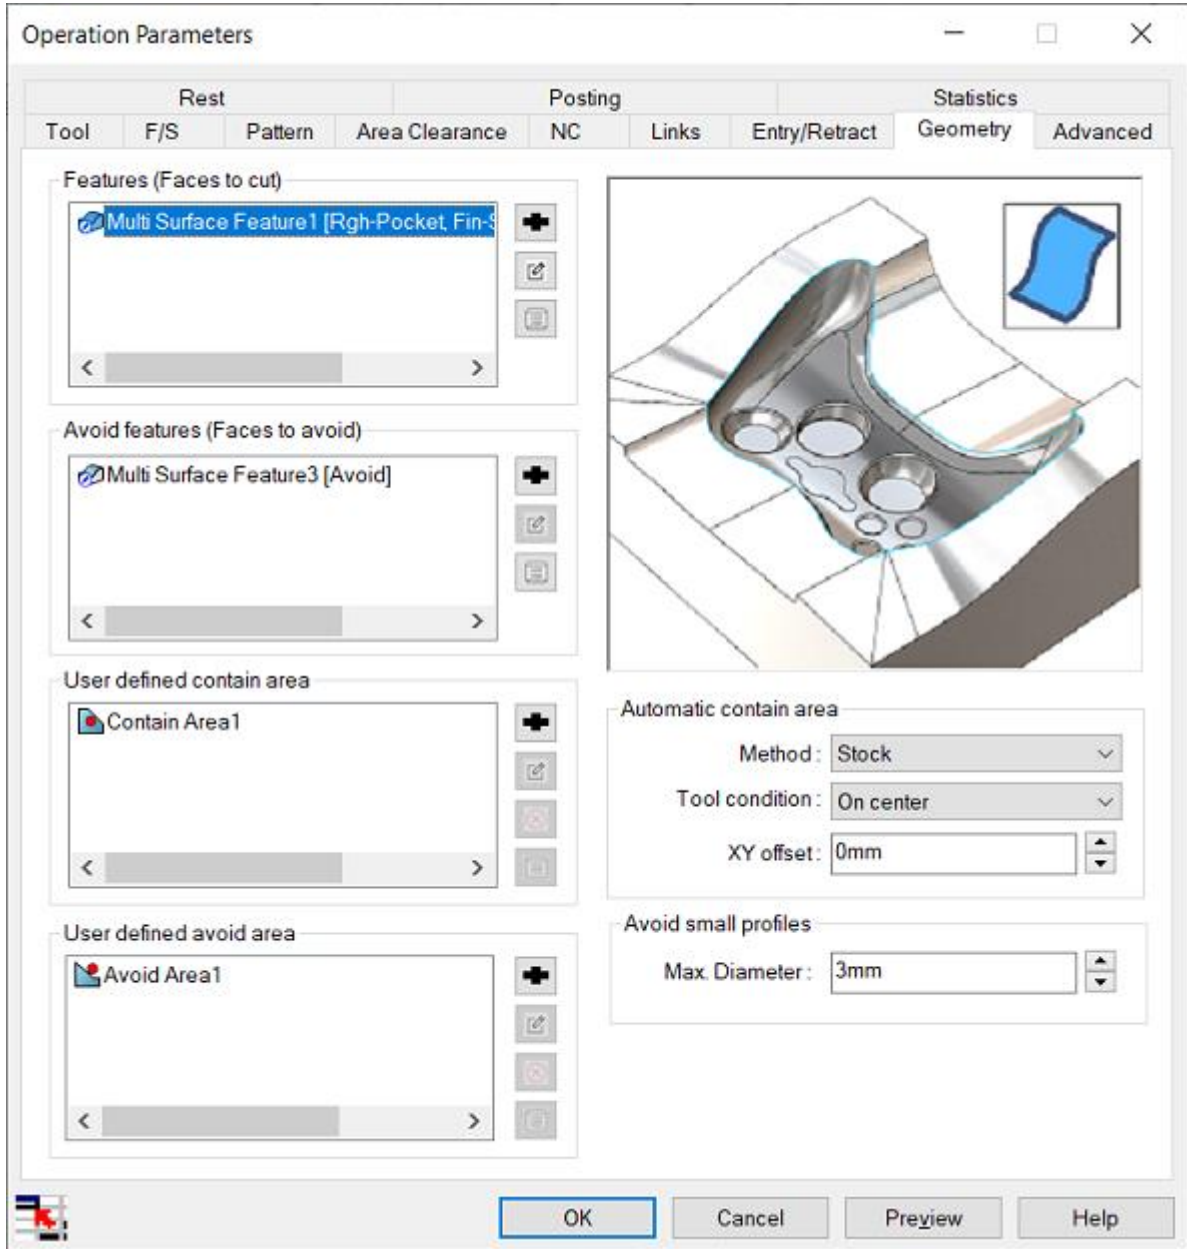 Operation Parameters
Rest Posting Statistics
Tool F/S Pattern Area Clearance NC Links Entry/Retract Geometry Advanced
Features (Faces to cut)
Multi Surface Feature1 [Rgh-Pocket, Fin-S
Avoid features (Faces to avoid)
Multi Surface Feature3 [Avoid]
User defined contain area
Contain Area1
User defined avoid area
Avoid Area1
Automatic contain area
Method : Stock
Tool condition : On center
XY offset : 0mm
Avoid small profiles
Max. Diameter : 3mm
OK Cancel Preview Help